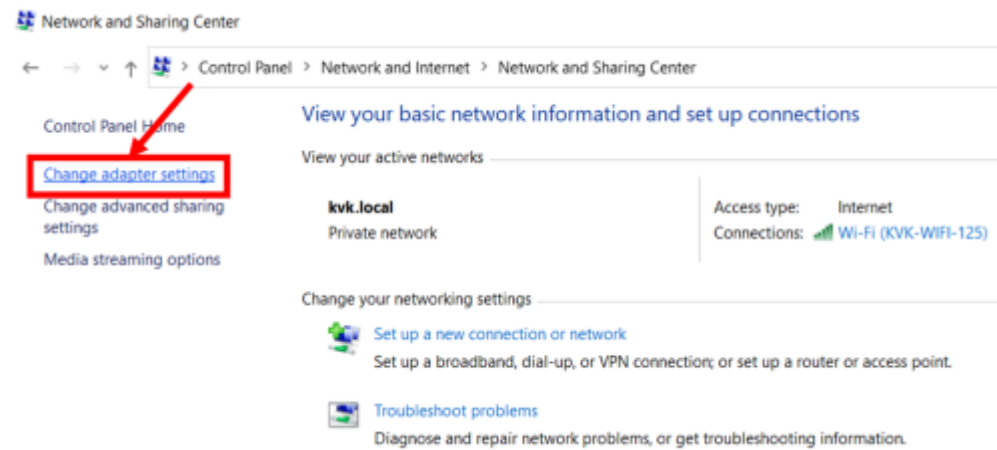 Network and Sharing Center
Control Panel > Network and Internet > Network and Sharing Center
Control Panel Home
Change adapter settings
Change advanced sharing
settings
Media streaming options
View your basic network information and set up connections
View your active networks
kvk.local
Private network
Access type: Internet
Connections: Wi-Fi (KVK-WIFI-125)
Change your networking settings
Set up a new connection or network
Set up a broadband, dial-up, or VPN connection; or set up a router or access point.
Troubleshoot problems
Diagnose and repair network problems, or get troubleshooting information.